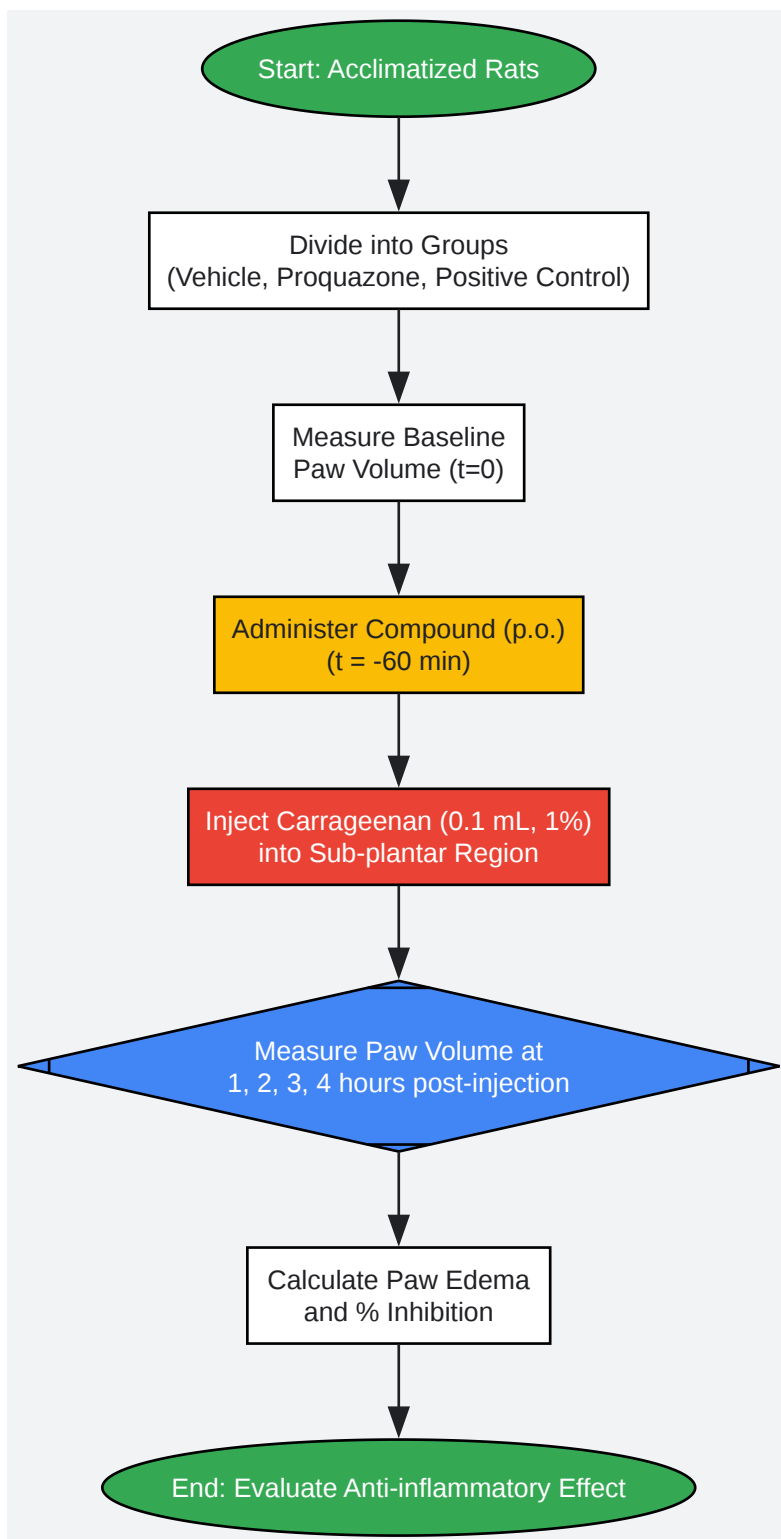 Start: Acclimatized Rats
Divide into Groups
(Vehicle, Proquazone, Positive Control)
Measure Baseline
Paw Volume (t=0)
Administer Compound (p.o.)
(t = -60 min)
Inject Carrageenan (0.1 mL, 1%)
into Sub-plantar Region
Measure Paw Volume at
1, 2, 3, 4 hours post-injection
Calculate Paw Edema
and % Inhibition
End: Evaluate Anti-inflammatory Effect